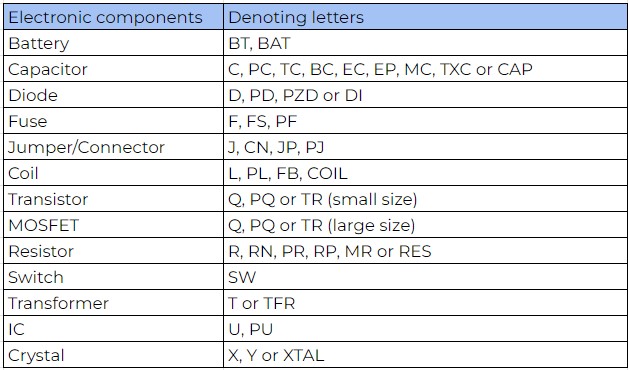 Electronic components Denoting letters
Battery BT, BAT
Capacitor C, PC, TC, BC, EC, EP, MC, TXC or CAP
Diode D, PD, PZD or DI
Fuse F, FS, PF
Jumper/Connector J, CN, JP, PJ
Coil L, PL, FB, COIL
Transistor Q, PQ or TR (small size)
MOSFET Q, PQ or TR (large size)
Resistor R, RN, PR, RP, MR or RES
Switch SW
Transformer T or TFR
IC U, PU
Crystal X, Y or XTAL